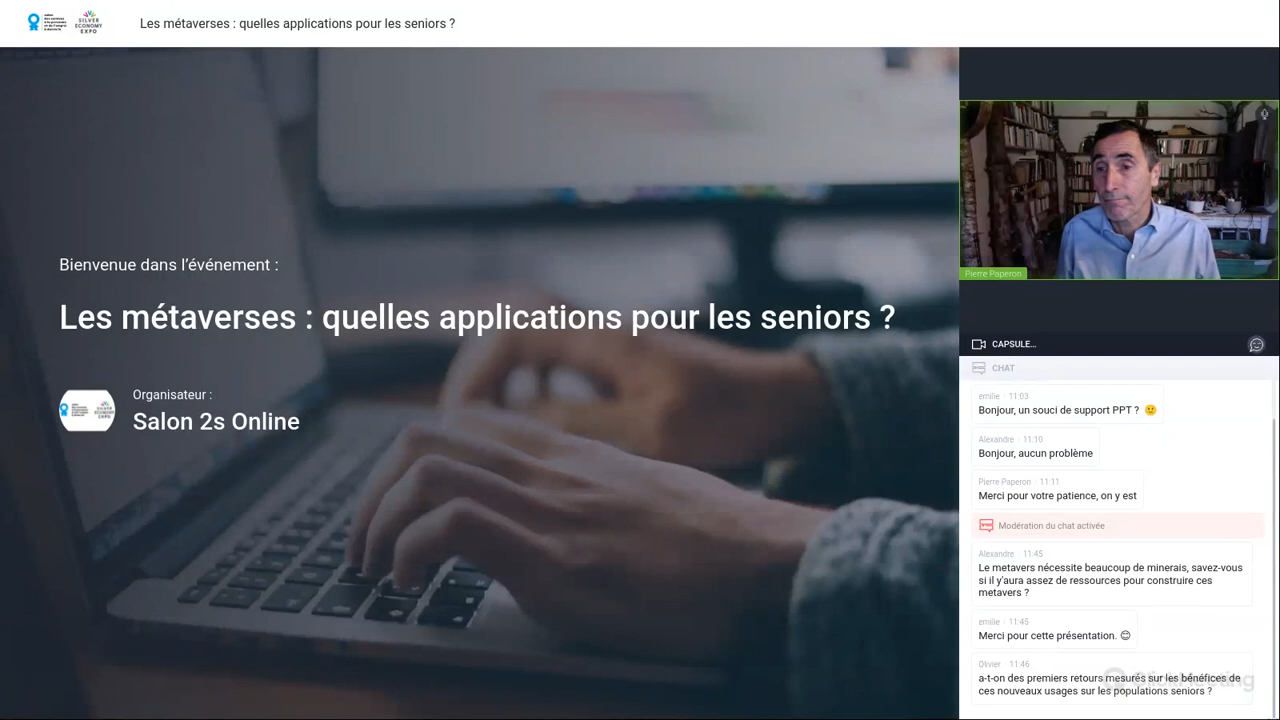 SILVER
ECONOMY
EXPO
Les métaverses : quelles applications pour les seniors ?
Bienvenue dans l'événement :
Les métaverses : quelles applications pour les seniors ?
Organisateur :
Salon 2s Online
Pierre Paperon
CAPSULE...
CHAT
emilie · 11:03
Bonjour, un souci de support PPT ? 🙂
Alexandre · 11:10
Bonjour, aucun problème
Pierre Paperon · 11:11
Merci pour votre patience, on y est
Modération du chat activée
Alexandre · 11:45
Le metavers nécessite beaucoup de minerais, savez-vous
si il y'aura assez de ressources pour construire ces
metavers ?
emilie · 11:45
Merci pour cette présentation. 😊
Olivier · 11:46
a-t-on des premiers retours mesurés sur les bénéfices de
ces nouveaux usages sur les populations seniors ?
ClickMeeting